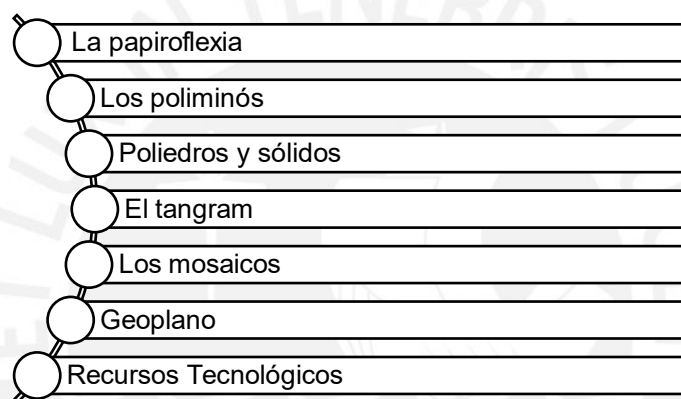 La papiroflexia
Los poliminós
Poliedros y sólidos
El tangram
Los mosaicos
Geoplano
Recursos Tecnológicos